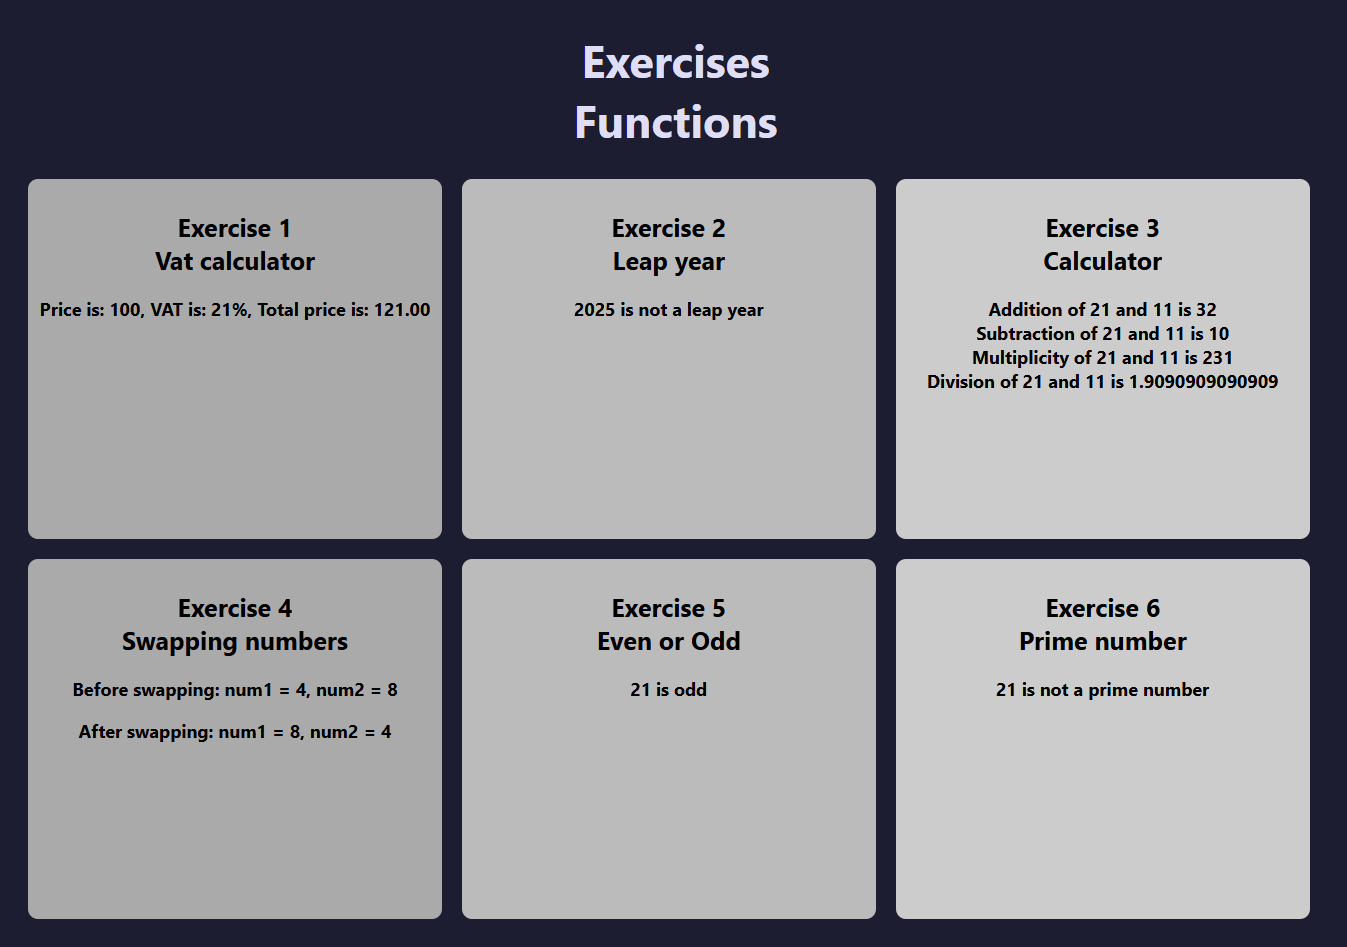 Exercises
Functions
Exercise 1
Vat calculator
Price is: 100, VAT is: 21%, Total price is: 121.00
Exercise 2
Leap year
2025 is not a leap year
Exercise 3
Calculator
Addition of 21 and 11 is 32
Subtraction of 21 and 11 is 10
Multiplicity of 21 and 11 is 231
Division of 21 and 11 is 1.9090909090909
Exercise 4
Swapping numbers
Before swapping: num1 = 4, num2 = 8
After swapping: num1 = 8, num2 = 4
Exercise 5
Even or Odd
21 is odd
Exercise 6
Prime number
21 is not a prime number